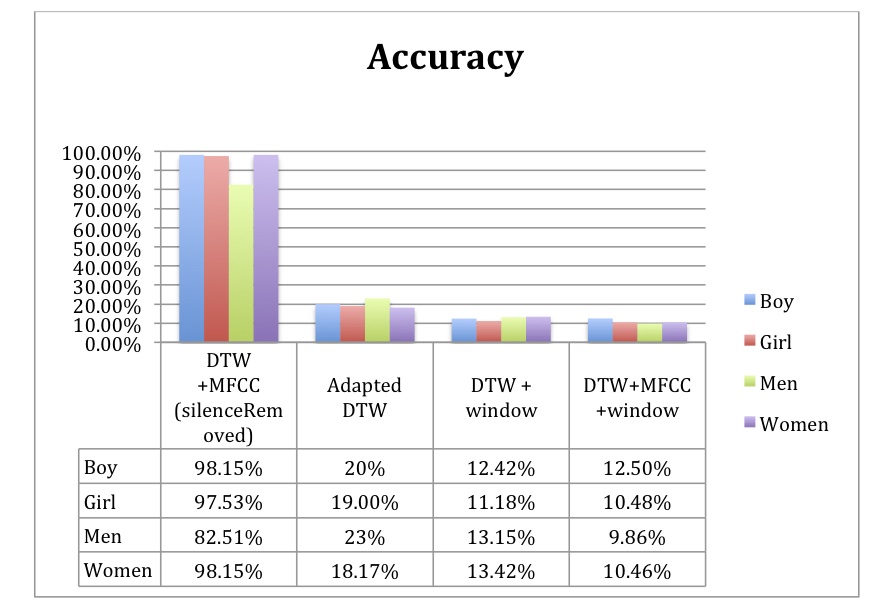 Accuracy
100.00%
90.00%
80.00%
70.00%
60.00%
50.00%
40.00%
30.00%
20.00%
10.00%
0.00%
Boy
Girl
Men
Women
DTW
+MFCC
(silenceRem
oved)
Adapted
DTW
DTW +
window
DTW+MFCC
+window
Boy 98.15% 20% 12.42% 12.50%
Girl 97.53% 19.00% 11.18% 10.48%
Men 82.51% 23% 13.15% 9.86%
Women 98.15% 18.17% 13.42% 10.46%